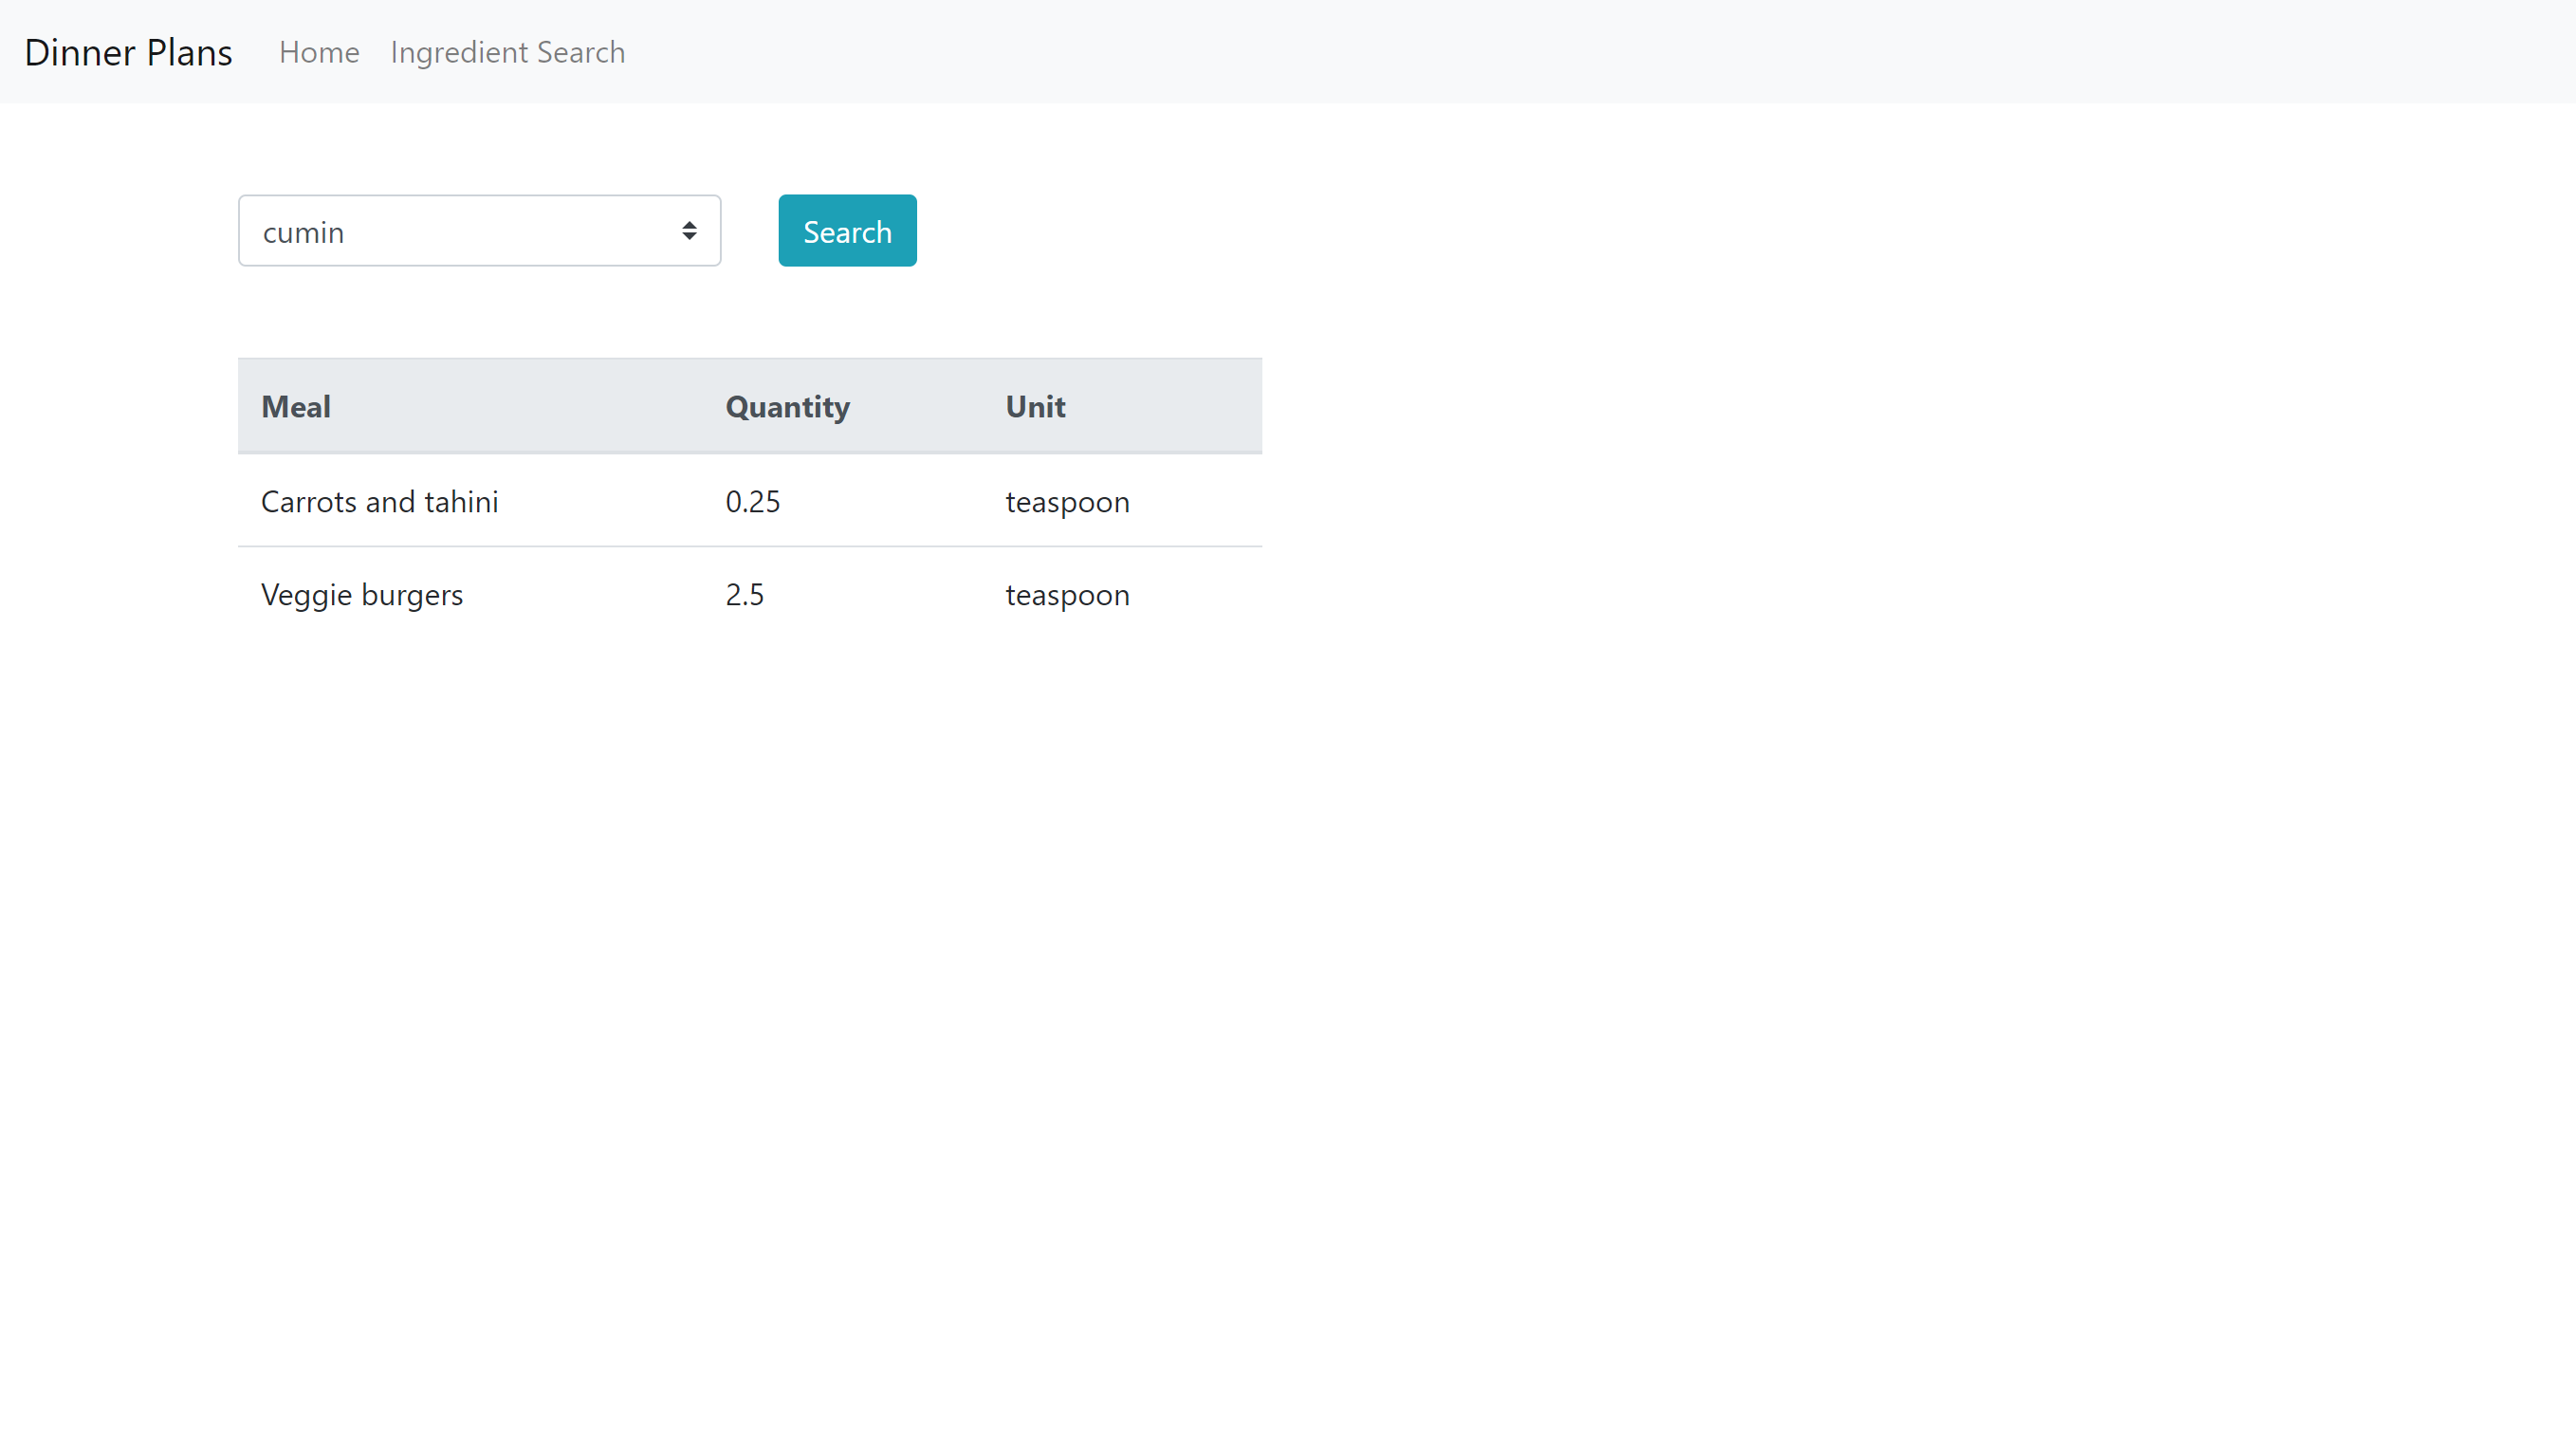 Dinner Plans Home Ingredient Search
cumin Search
Meal Quantity Unit
Carrots and tahini 0.25 teaspoon
Veggie burgers 2.5 teaspoon